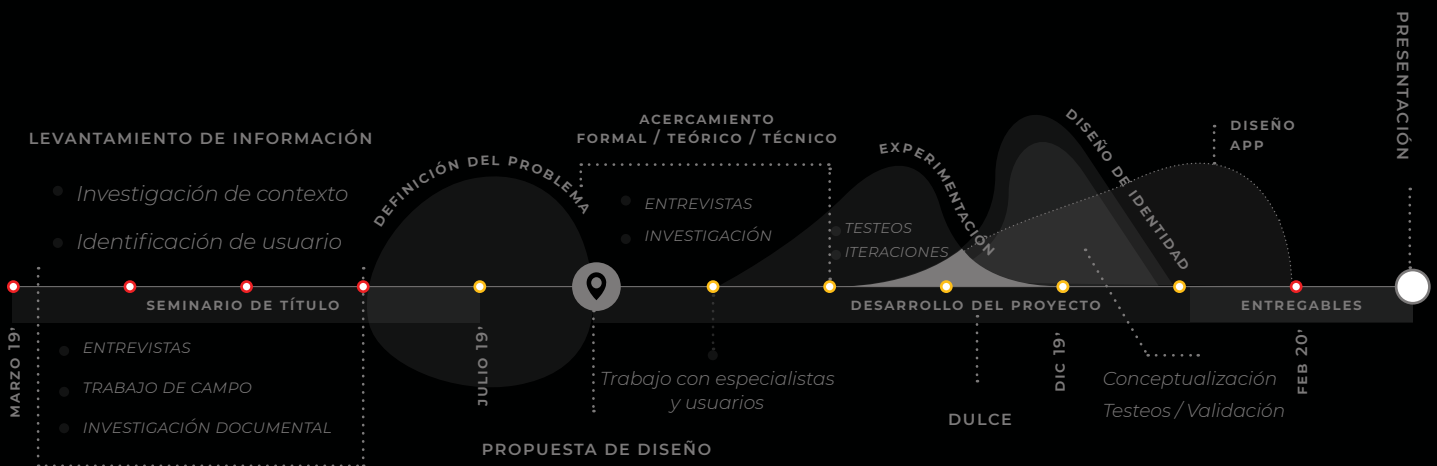 PRESENTACIÓN
LEVANTAMIENTO DE INFORMACIÓN
Investigación de contexto
Identificación de usuario
DEFINICIÓN DEL PROBLEMA
ACERCAMIENTO
FORMAL / TEÓRICO / TÉCNICO
ENTREVISTAS
INVESTIGACIÓN
EXPERIMENTACIÓN
TESTEOS
ITERACIONES
DISEÑO DE IDENTIDAD
DISEÑO
APP
SEMINARIO DE TÍTULO
DESARROLLO DEL PROYECTO
ENTREGABLES
MARZO 19'
ENTREVISTAS
TRABAJO DE CAMPO
INVESTIGACIÓN DOCUMENTAL
JULIO 19'
Trabajo con especialistas
y usuarios
PROPUESTA DE DISEÑO
DULCE
DIC 19'
Conceptualización
Testeos / Validación
FEB 20'